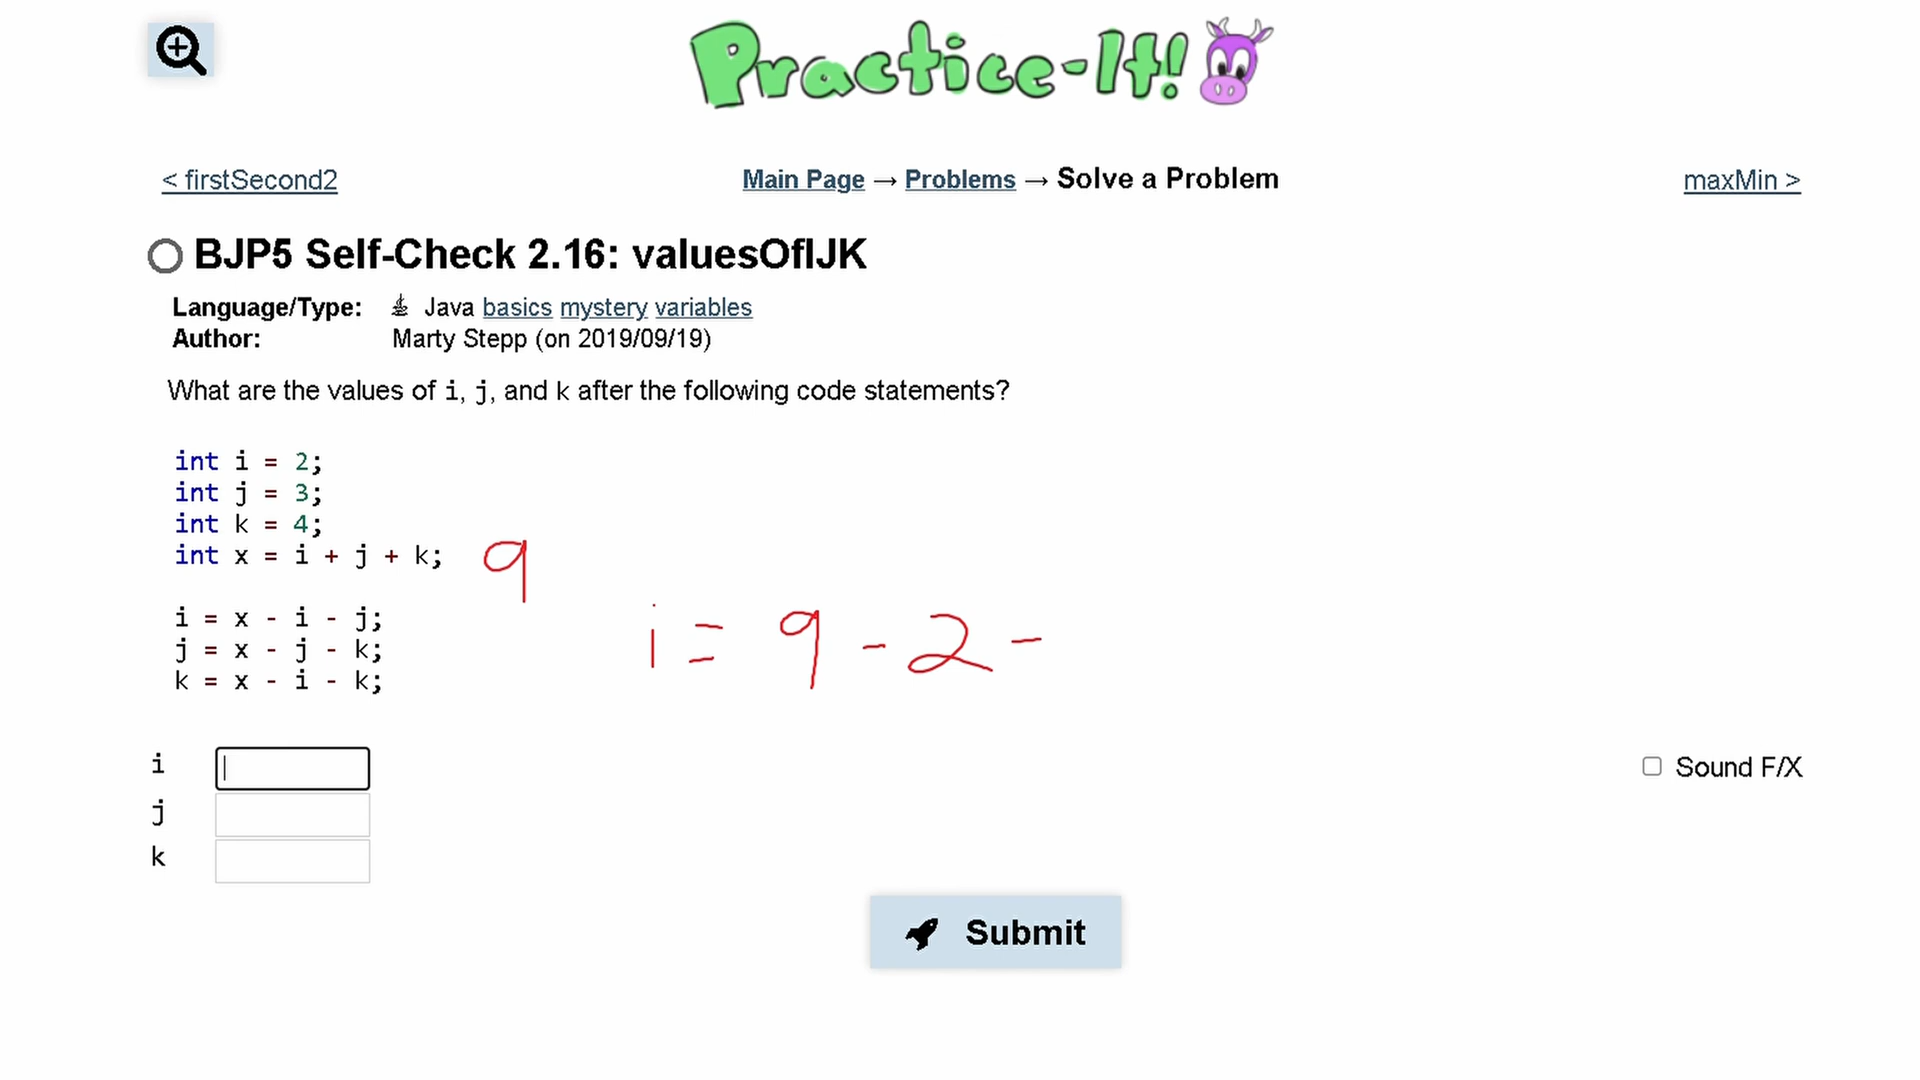 Practice-It!
< firstSecond2
Main Page → Problems → Solve a Problem
maxMin >
BJP5 Self-Check 2.16: valuesOfIJK
Language/Type: Java basics mystery variables
Author: Marty Stepp (on 2019/09/19)
What are the values of i, j, and k after the following code statements?
int i = 2;
int j = 3;
int k = 4;
int x = i + j + k; 9
i = x - i - j;
j = x - j - k;
k = x - i - k;
i = 9 - 2 -
i
j
k
Sound F/X
Submit